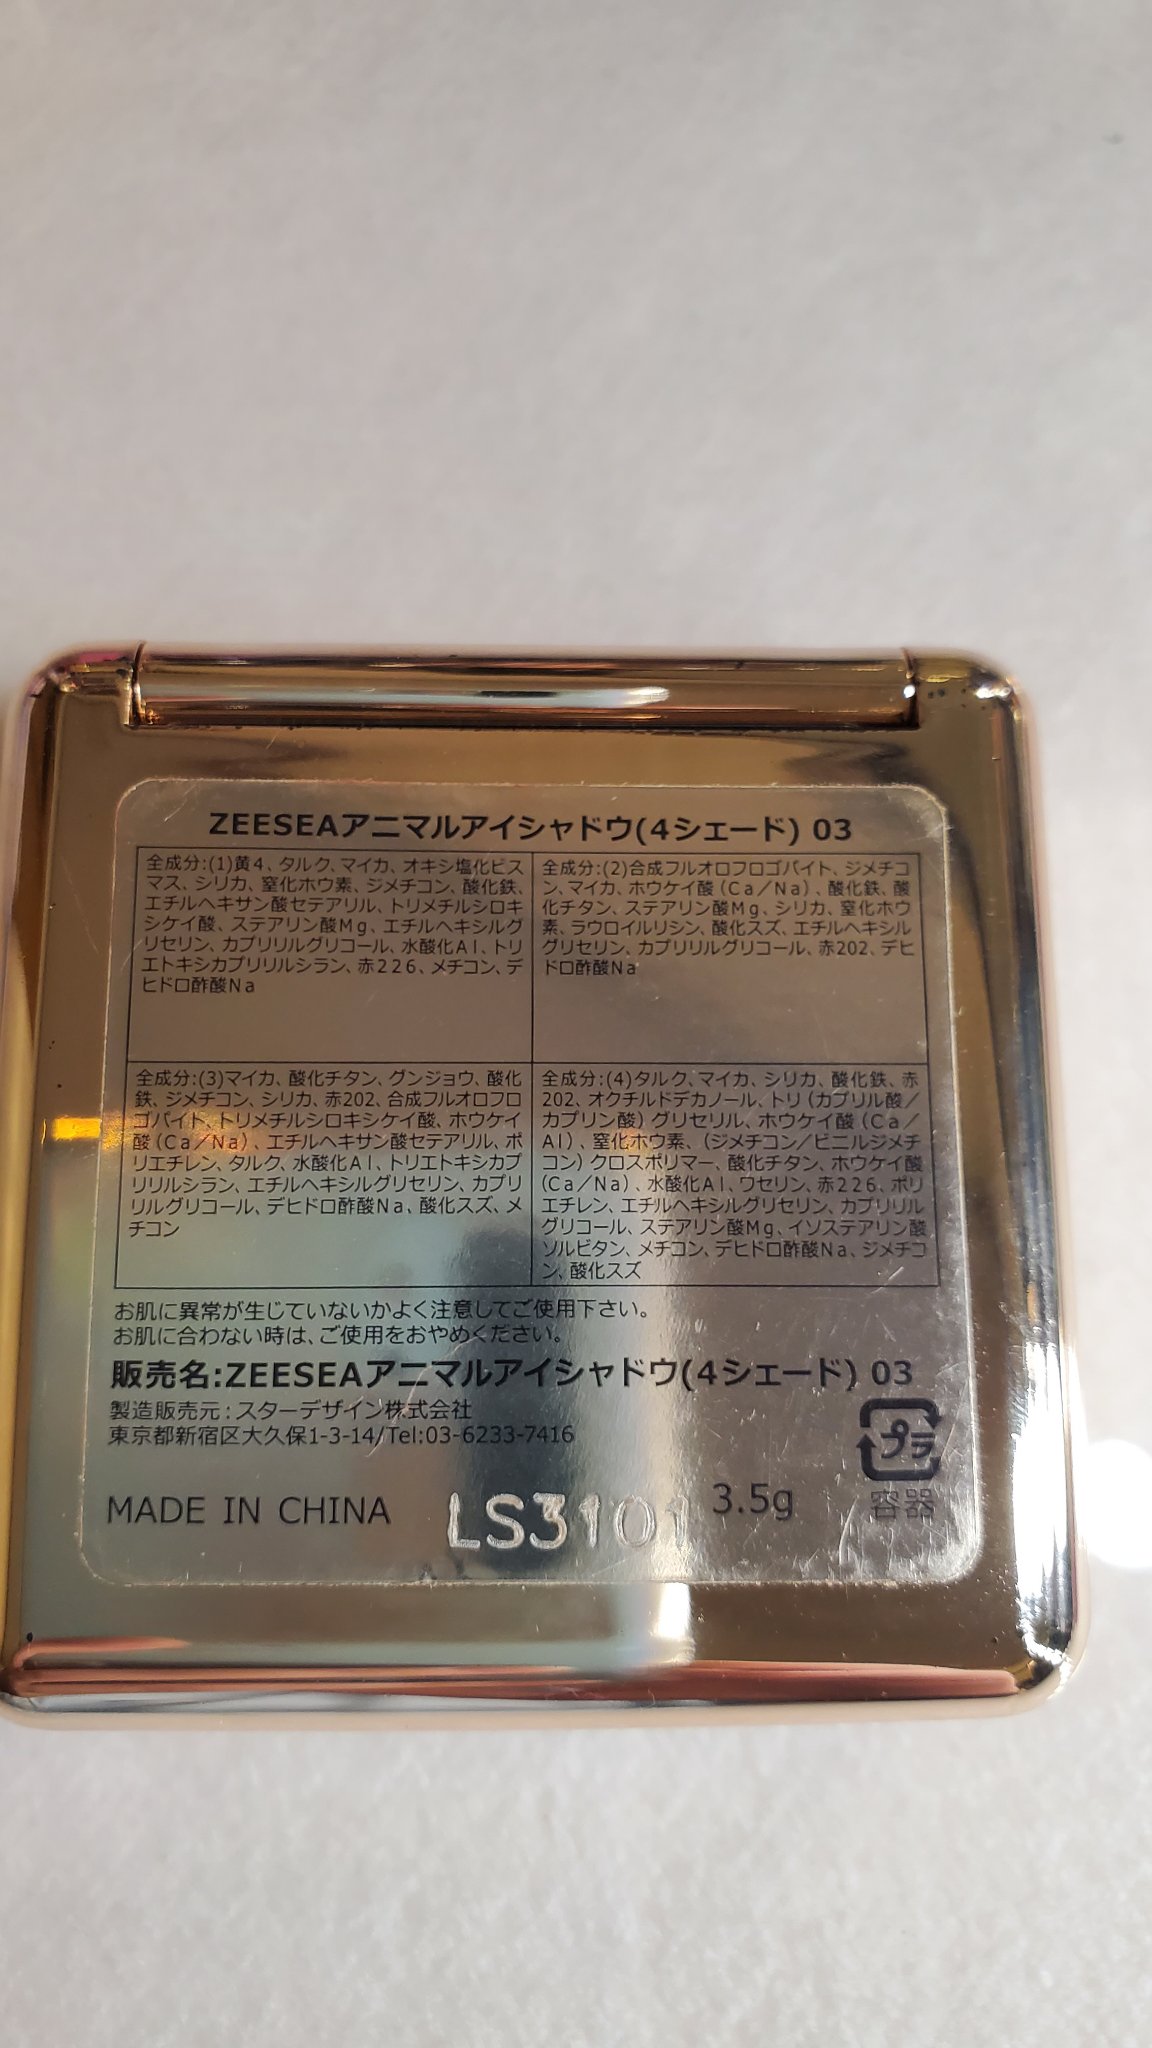 ZEESEAアニマルアイシャドウ(4シェード) 03
全成分:(1)黄4、タルク、マイカ、オキシ塩化ビス
マス、シリカ、窒化ホウ素、ジメチコン、酸化鉄、
エチルヘキサン酸セテアリル、トリメチルシロキ
シケイ酸、ステアリン酸Mg、エチルヘキシルグ
リセリン、カプリリルグリコール、水酸化Al、トリ
エトキシカプリリルシラン、赤226、メチコン、デ
ヒドロ酢酸Na
全成分:(2)合成フルオロフロゴパイト、ジメチコ
ン、マイカ、ホウケイ酸(Ca/Na)、酸化鉄、酸
化チタン、ステアリン酸Mg、シリカ、窒化ホウ
素、ラウロイルリシン、酸化スズ、エチルヘキシル
グリセリン、カプリリルグリコール、赤202、デヒ
ドロ酢酸Na
全成分:(3)マイカ、酸化チタン、グンジョウ、酸化
鉄、ジメチコン、シリカ、赤202、合成フルオロフロ
ゴパイト、トリメチルシロキシケイ酸、ホウケイ
酸(Ca/Na)、エチルヘキサン酸セテアリル、ポ
リエチレン、タルク、水酸化Al、トリエトキシカプ
リリルシラン、エチルヘキシルグリセリン、カプリ
リルグリコール、デヒドロ酢酸Na、酸化スズ、メ
チコン
全成分:(4)タルク、マイカ、シリカ、酸化鉄、赤
202、オクチルドデカノール、トリ(カプリル酸/
カプリン酸)グリセリル、ホウケイ酸(Ca/
Al)、窒化ホウ素、(ジメチコン/ビニルジメチ
コン)クロスポリマー、酸化チタン、ホウケイ酸
(Ca/Na)、水酸化Al、ワセリン、赤226、ポリ
エチレン、エチルヘキシルグリセリン、カプリリル
グリコール、ステアリン酸Mg、イソステアリン酸
ソルビタン、メチコン、デヒドロ酢酸Na、ジメチコ
ン、酸化スズ
お肌に異常が生じていないかよく注意してご使用下さい。
お肌に合わない時は、ご使用をおやめください。
販売名:ZEESEAアニマルアイシャドウ(4シェード) 03
製造販売元:スターデザイン株式会社
東京都新宿区大久保1-3-14/Tel:03-6233-7416
プラ
容器
MADE IN CHINA LS3101 3.5g